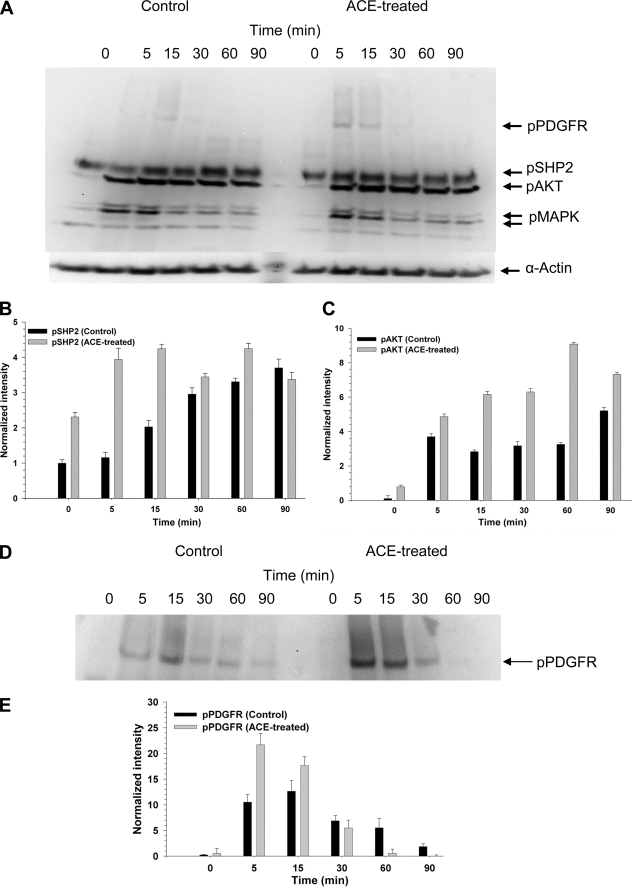 A
Control ACE-treated
Time (min)
0 5 15 30 60 90 0 5 15 30 60 90
pPDGFR
pSHP2
pAKT
pMAPK
α-Actin
B
pSHP2 (Control)
pSHP2 (ACE-treated)
Normalized intensity
5
4
3
2
1
0
0 5 15 30 60 90
Time (min)
C
pAKT (Control)
pAKT (ACE-treated)
Normalized intensity
10
8
6
4
2
0
0 5 15 30 60 90
Time (min)
D
Control ACE-treated
Time (min)
0 5 15 30 60 90 0 5 15 30 60 90
pPDGFR
E
pPDGFR (Control)
pPDGFR (ACE-treated)
Normalized intensity
30
25
20
15
10
5
0
0 5 15 30 60 90
Time (min)